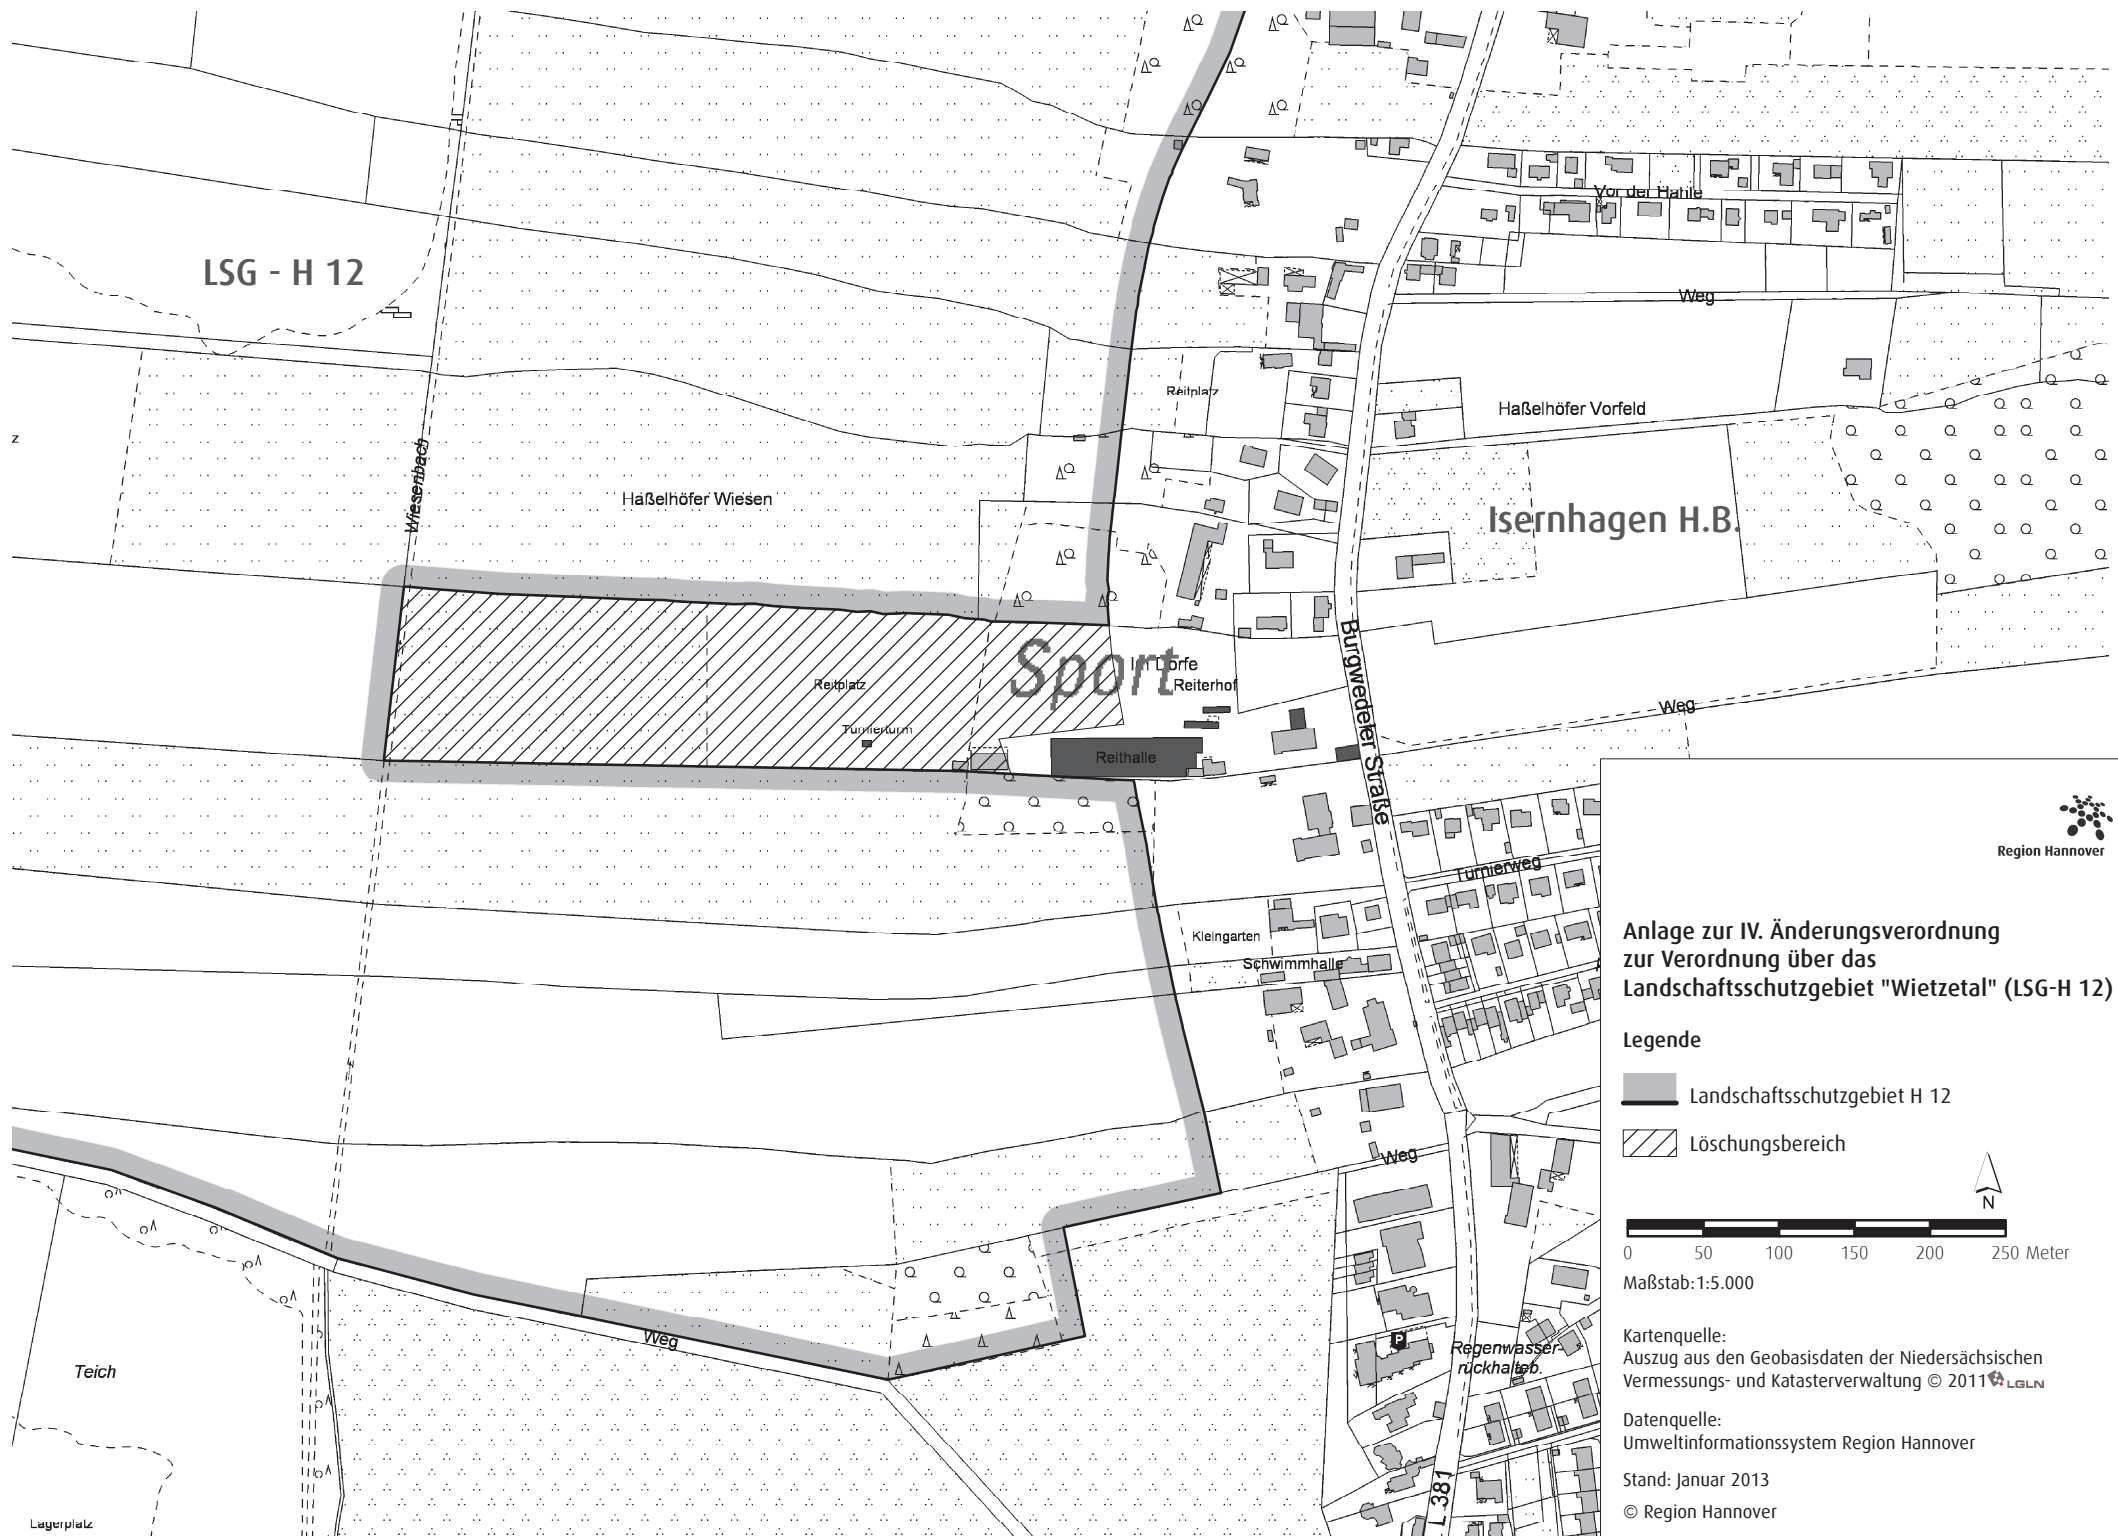 LSG - H 12
Vor der Hahle
Weg
Reitplatz
Haßelhöfer Vorfeld
z
Wiesenbach
Haßelhöfer Wiesen
Isernhagen H.B.
Sport
Im Dorfe
Reiterhof
Reitplatz
Turnierturm
Reithalle
Burgwedeler Straße
Weg
Turnierweg
Kleingarten
Schwimmhalle
Weg
Weg
P
Regenwasser-
rückhalteb.
L 381
Teich
Lagerplatz
Region Hannover
Anlage zur IV. Änderungsverordnung
zur Verordnung über das
Landschaftsschutzgebiet "Wietzetal" (LSG-H 12)
Legende
Landschaftsschutzgebiet H 12
Löschungsbereich
N
0 50 100 150 200 250 Meter
Maßstab:1:5.000
Kartenquelle:
Auszug aus den Geobasisdaten der Niedersächsischen
Vermessungs- und Katasterverwaltung © 2011 LGLN
Datenquelle:
Umweltinformationssystem Region Hannover
Stand: Januar 2013
© Region Hannover